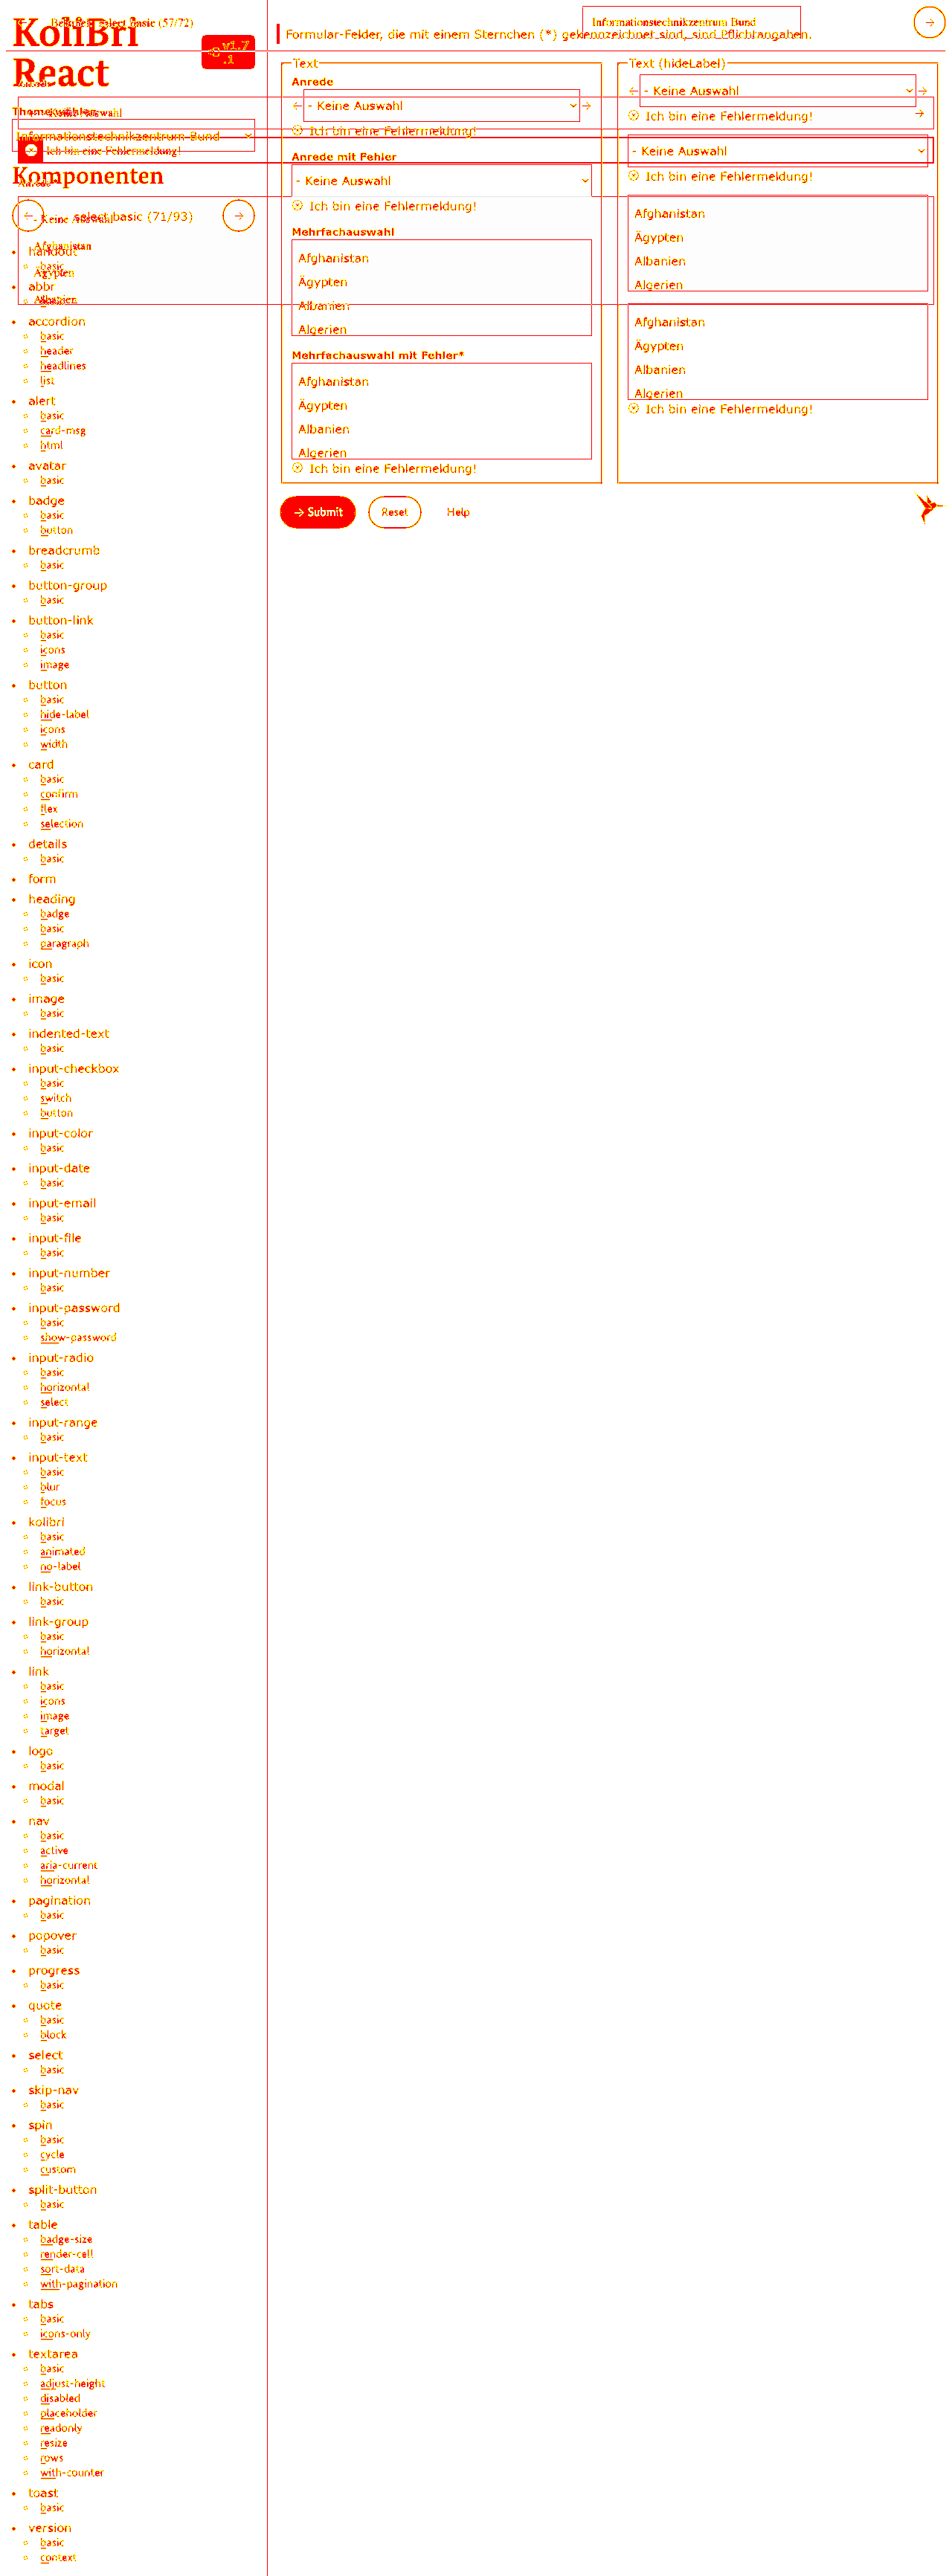 KoliBri
React
v1.7
.1
Beispiel: select basic (57/72)
Informationstechnikzentrum Bund
Formular-Felder, die mit einem Sternchen (*) gekennzeichnet sind, sind Pflichtangaben.
Keine Auswahl
Informationstechnikzentrum Bund
Ich bin eine Fehlermeldung!
Komponenten
Anrede
select basic (71/93)
- Keine Auswahl
Afghanistan
Ägypten
Albanien
Text
Anrede
- Keine Auswahl
Ich bin eine Fehlermeldung!
Anrede mit Fehler
- Keine Auswahl
Ich bin eine Fehlermeldung!
Mehrfachauswahl
Afghanistan
Ägypten
Albanien
Algerien
Mehrfachauswahl mit Fehler*
Afghanistan
Ägypten
Albanien
Algerien
Ich bin eine Fehlermeldung!
Text (hideLabel)
- Keine Auswahl
Ich bin eine Fehlermeldung!
- Keine Auswahl
Ich bin eine Fehlermeldung!
Afghanistan
Ägypten
Albanien
Algerien
Afghanistan
Ägypten
Albanien
Algerien
Ich bin eine Fehlermeldung!
Submit
Reset
Help
handout
basic
abbr
accordion
basic
header
headlines
list
alert
basic
card-msg
html
avatar
basic
badge
basic
button
breadcrumb
basic
button-group
basic
button-link
basic
icons
image
button
basic
hide-label
icons
width
card
basic
confirm
flex
selection
details
basic
form
heading
badge
basic
paragraph
icon
basic
image
basic
indented-text
basic
input-checkbox
basic
switch
button
input-color
basic
input-date
basic
input-email
basic
input-file
basic
input-number
basic
input-password
basic
show-password
input-radio
basic
horizontal
select
input-range
basic
input-text
basic
blur
focus
kolibri
basic
animated
no-label
link-button
basic
link-group
basic
horizontal
link
basic
icons
image
target
logo
basic
modal
basic
nav
basic
active
aria-current
horizontal
pagination
basic
popover
basic
progress
basic
quote
basic
block
select
basic
skip-nav
basic
spin
basic
cycle
custom
split-button
basic
table
badge-size
render-cell
sort-data
with-pagination
tabs
basic
icons-only
textarea
basic
adjust-height
disabled
placeholder
readonly
resize
rows
with-counter
toast
basic
version
basic
context